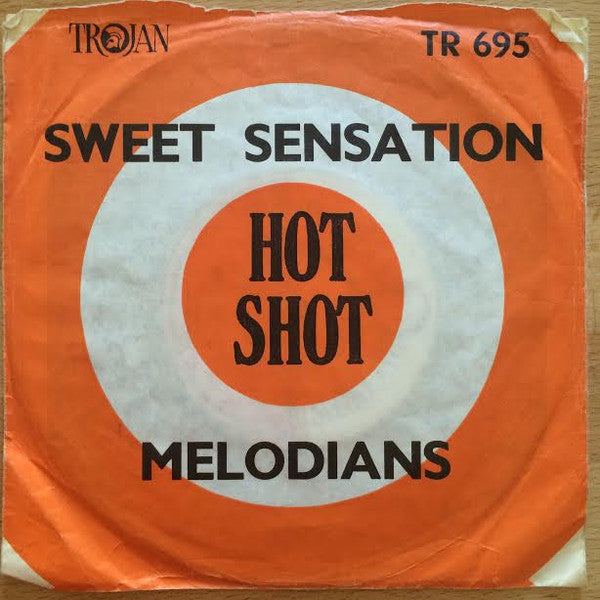 TROJAN
TR 695
SWEET SENSATION
HOT
SHOT
MELODIANS